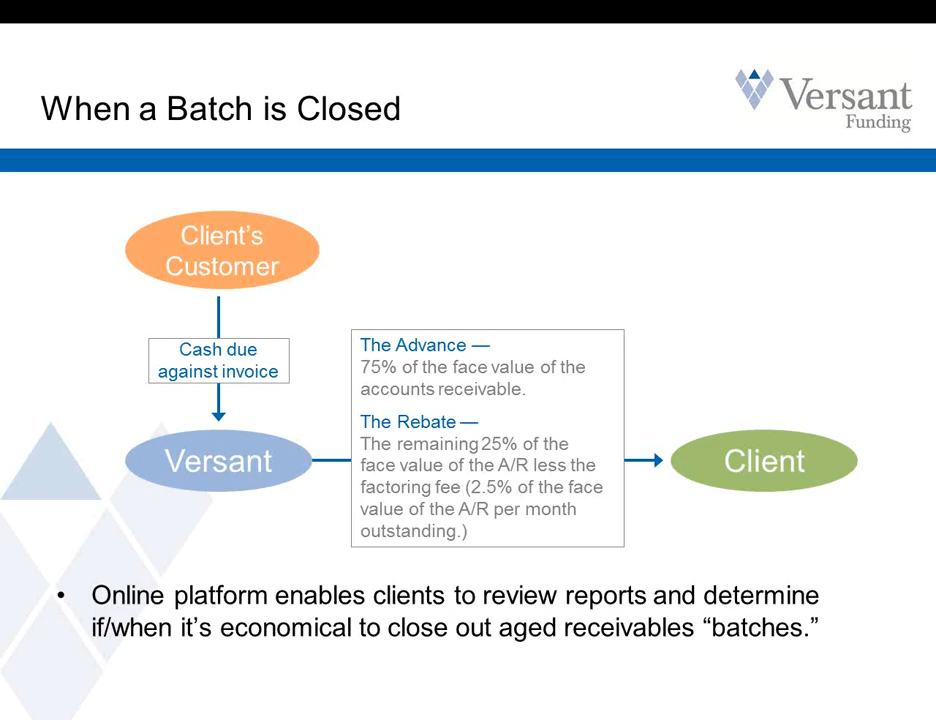 When a Batch is Closed
Versant
Funding
Client’s
Customer
Cash due
against invoice
The Advance —
75% of the face value of the
accounts receivable.
The Rebate —
The remaining 25% of the
face value of the A/R less the
factoring fee (2.5% of the face
value of the A/R per month
outstanding.)
Versant
Client
• Online platform enables clients to review reports and determine
if/when it’s economical to close out aged receivables “batches.”